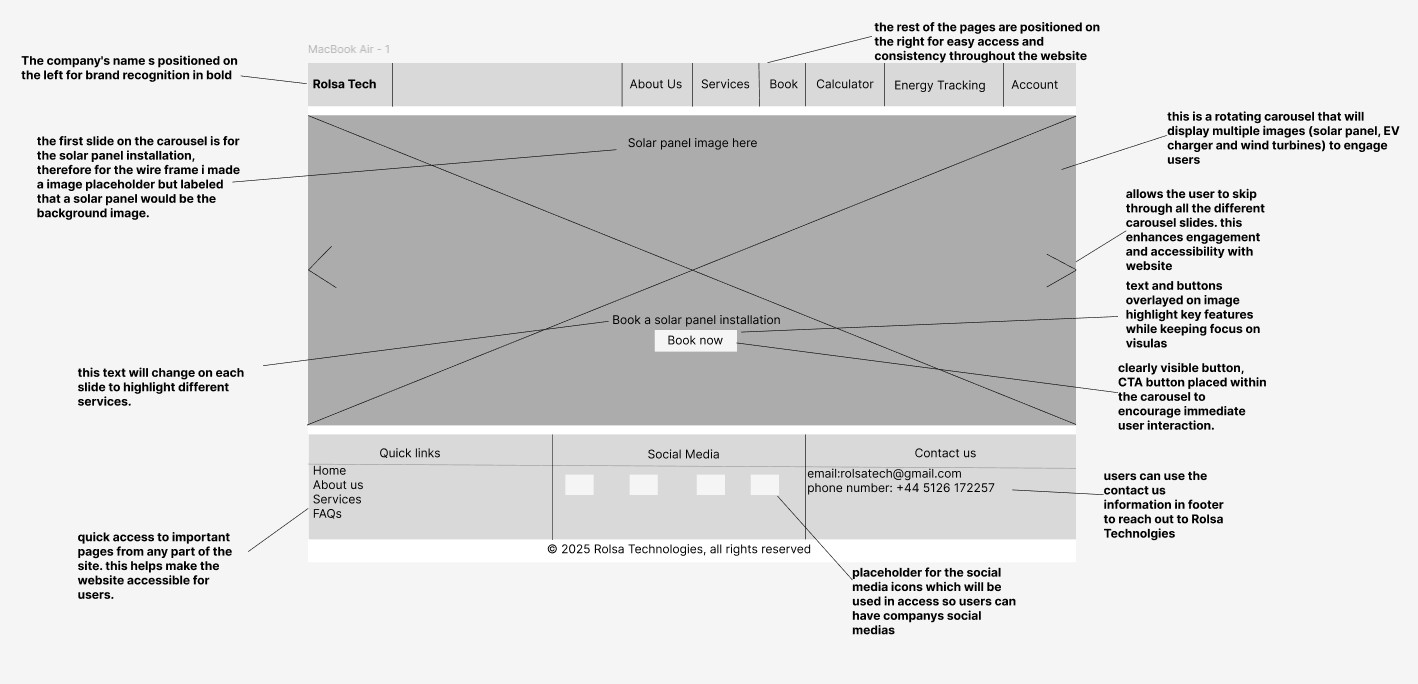 the rest of the pages are positioned on
the right for easy access and
consistency throughout the website
MacBook Air - 1
The company's name s positioned on
the left for brand recognition in bold
Rolsa Tech
About Us
Services
Book
Calculator
Energy Tracking
Account
this is a rotating carousel that will
display multiple images (solar panel, EV
charger and wind turbines) to engage
users
the first slide on the carousel is for
the solar panel installation,
therefore for the wire frame i made
a image placeholder but labeled
that a solar panel would be the
background image.
Solar panel image here
allows the user to skip
through all the different
carousel slides. this
enhances engagement
and accessibility with
website
text and buttons
overlayed on image
highlight key features
while keeping focus on
visulas
Book a solar panel installation
Book now
this text will change on each
slide to highlight different
services.
clearly visible button,
CTA button placed within
the carousel to
encourage immediate
user interaction.
Quick links
Home
About us
Services
FAQs
Social Media
Contact us
email:rolsatech@gmail.com
phone number: +44 5126 172257
users can use the
contact us
information in footer
to reach out to Rolsa
Technolgies
quick access to important
pages from any part of the
site. this helps make the
website accessible for
users.
© 2025 Rolsa Technologies, all rights reserved
placeholder for the social
media icons which will be
used in access so users can
have companys social
medias